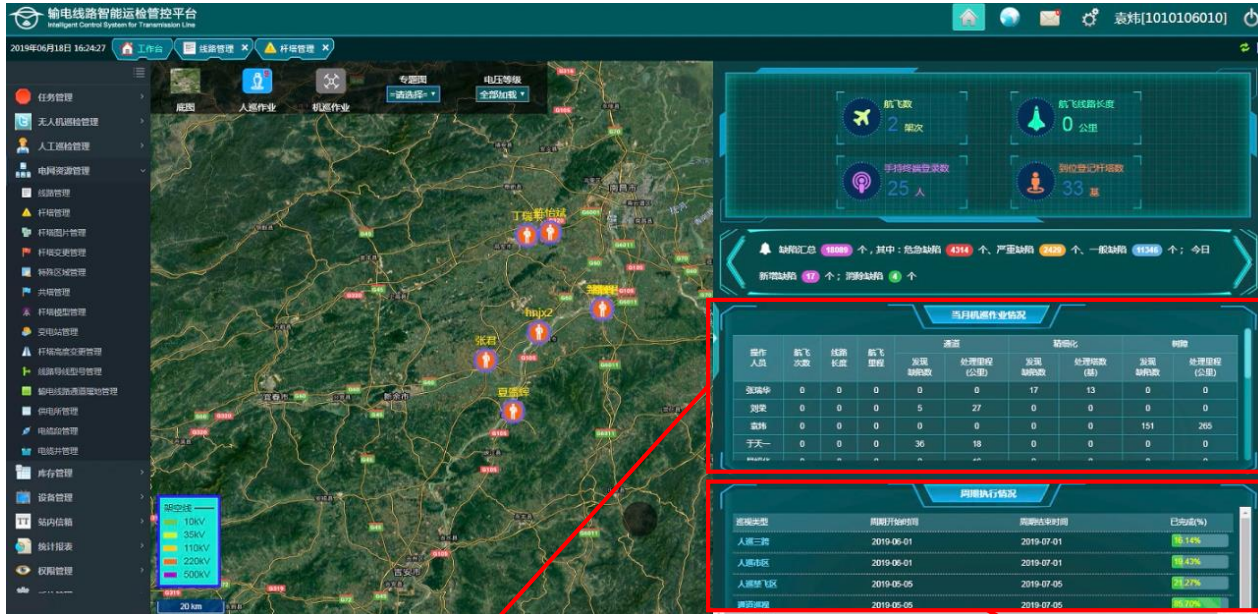 输电线路智能运检管控平台
Intelligent Control System for Transmission Line
袁炜[1010106010]
2019年06月18日 16:24:27 工作台 线路管理 × 杆塔管理 ×
任务管理
无人机巡检管理
人工巡检管理
电网资源管理
线路管理
杆塔管理
杆塔图片管理
杆塔变更管理
特殊区域管理
共塔管理
杆塔模型管理
变电站管理
杆塔高度变更管理
线路导线型号管理
输电线路通道属地管理
供电所管理
电缆段管理
电缆井管理
库存管理
设备管理
站内信箱
统计报表
权限管理
底图 人巡作业 机巡作业
专题图 电压等级
=请选择= 全部加载
南昌市
丁瑞
hnjx2
张君
宜春市
新余市
夏德辉
吉安市
架空线
10kV
35kV
110kV
220kV
500kV
20 km
航飞数
2 架次
航飞线路长度
0 公里
手持终端登录数
25 人
到位登记杆塔数
33 基
缺陷汇总 18089 个，其中：危急缺陷 4314 个、严重缺陷 2429 个、一般缺陷 11346 个；今日
新增缺陷 17 个；消除缺陷 4 个
当月机巡作业情况
操作人员 航飞次数 线路长度 航飞里程 通道 精细化 树障
发现缺陷数 处理里程(公里) 发现缺陷数 处理塔数(基) 发现缺陷数 处理里程(公里)
张瑞华 0 0 0 0 0 17 13 0 0
刘荣 0 0 0 5 27 0 0 0 0
袁炜 0 0 0 0 0 0 0 151 265
于天一 0 0 0 36 18 0 0 0 0
周期执行情况
巡视类型 周期开始时间 周期结束时间 已完成(%)
人巡三跨 2019-06-01 2019-07-01 16.14%
人巡市区 2019-06-01 2019-07-01 19.43%
人巡禁飞区 2019-05-05 2019-07-05 21.27%
通道巡视 2019-05-05 2019-07-05 85.70%